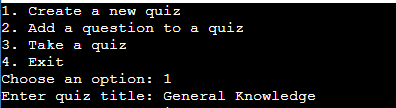 1. Create a new quiz
2. Add a question to a quiz
3. Take a quiz
4. Exit
Choose an option: 1
Enter quiz title: General Knowledge